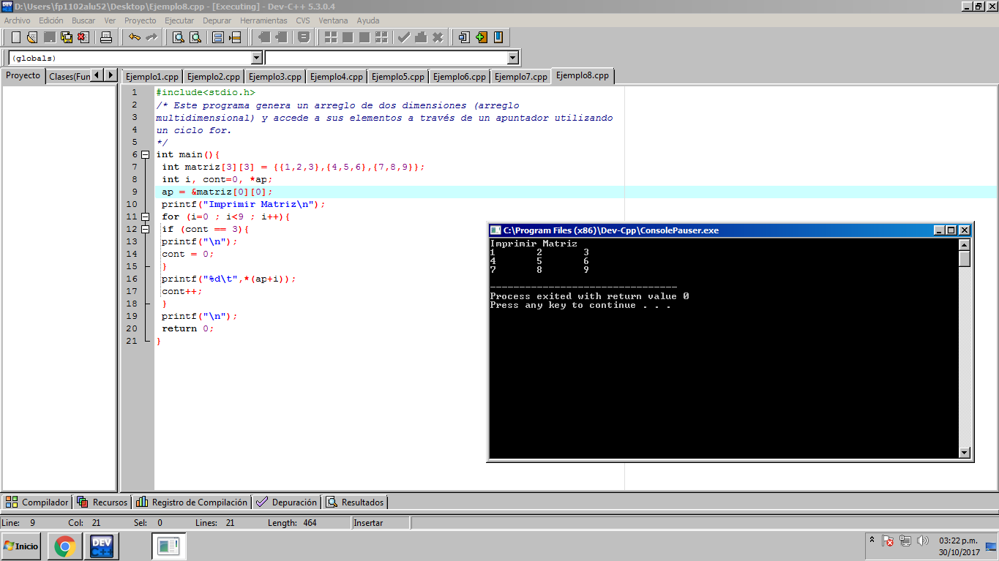 D:\Users\fp1102alu52\Desktop\Ejemplo8.cpp - [Executing] - Dev-C++ 5.3.0.4
Archivo Edición Buscar Ver Proyecto Ejecutar Depurar Herramientas CVS Ventana Ayuda
(globals)
Proyecto Clases(Fun Ejemplo1.cpp Ejemplo2.cpp Ejemplo3.cpp Ejemplo4.cpp Ejemplo5.cpp Ejemplo6.cpp Ejemplo7.cpp Ejemplo8.cpp
1 #include<stdio.h>
2 /* Este programa genera un arreglo de dos dimensiones (arreglo
3 multidimensional) y accede a sus elementos a través de un apuntador utilizando
4 un ciclo for.
5 */
6 int main(){
7 int matriz[3][3] = {{1,2,3},{4,5,6},{7,8,9}};
8 int i, cont=0, *ap;
9 ap = &matriz[0][0];
10 printf("Imprimir Matriz\n");
11 for (i=0 ; i<9 ; i++){
12 if (cont == 3){
13 printf("\n");
14 cont = 0;
15 }
16 printf("%d\t",*(ap+i));
17 cont++;
18 }
19 printf("\n");
20 return 0;
21 }
C:\Program Files (x86)\Dev-Cpp\ConsolePauser.exe
Imprimir Matriz
1 2 3
4 5 6
7 8 9
--------------------------------
Process exited with return value 0
Press any key to continue . . .
Compilador Recursos Registro de Compilación Depuración Resultados
Line: 9 Col: 21 Sel: 0 Lines: 21 Length: 464 Insertar
Inicio DEV C++ 03:22 p.m.
30/10/2017